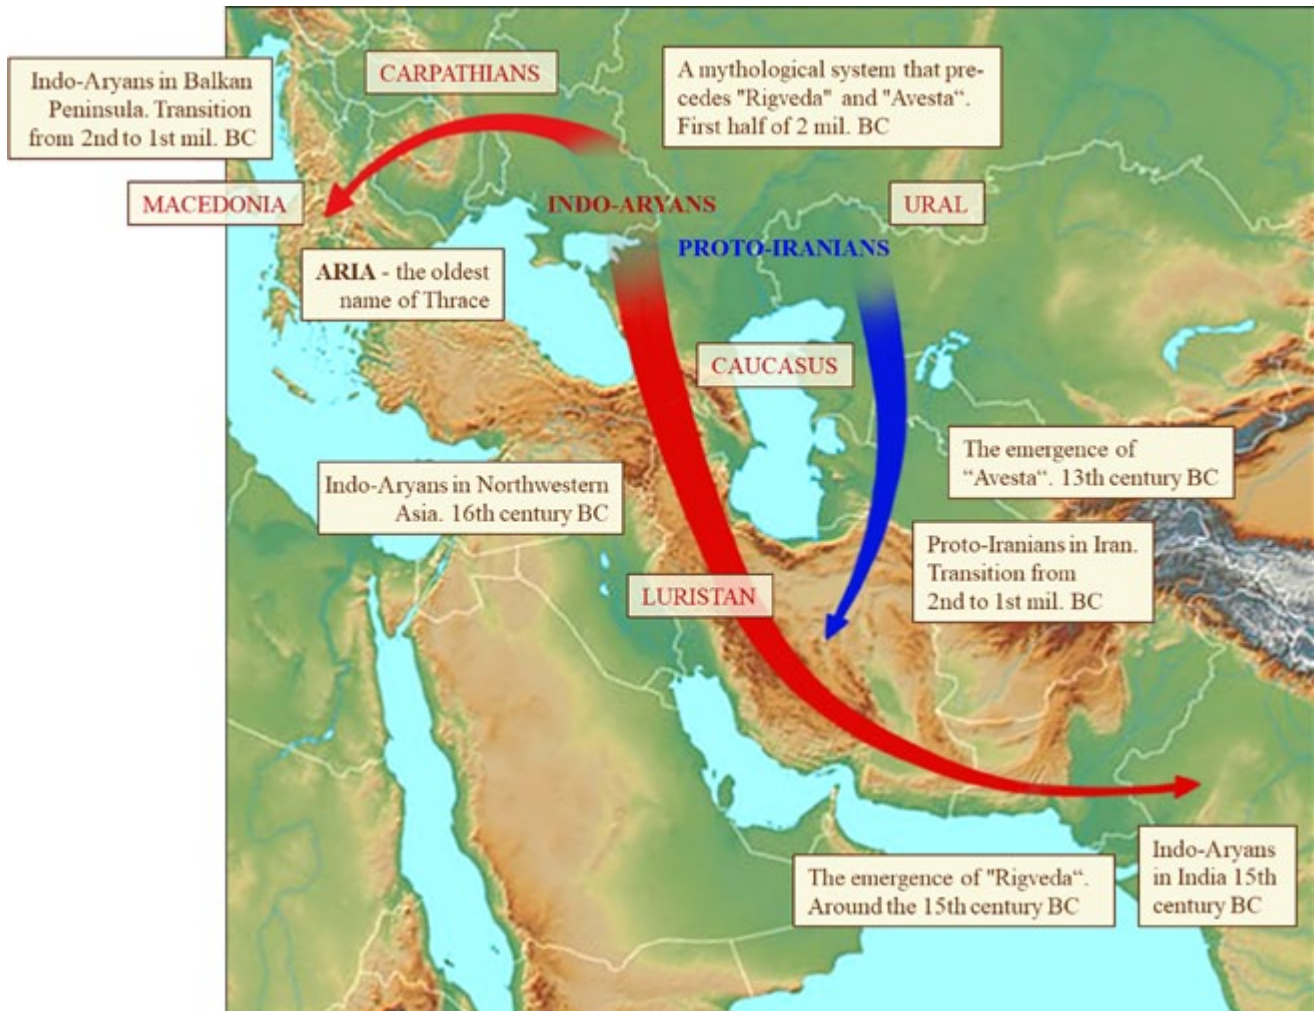 Indo-Aryans in Balkan
Peninsula. Transition
from 2nd to 1st mil. BC
CARPATHIANS
A mythological system that pre-
cedes "Rigveda" and "Avesta“.
First half of 2 mil. BC
MACEDONIA
INDO-ARYANS
URAL
PROTO-IRANIANS
ARIA - the oldest
name of Thrace
CAUCASUS
The emergence of
“Avesta“. 13th century BC
Indo-Aryans in Northwestern
Asia. 16th century BC
Proto-Iranians in Iran.
Transition from
2nd to 1st mil. BC
LURISTAN
The emergence of "Rigveda“.
Around the 15th century BC
Indo-Aryans
in India 15th
century BC